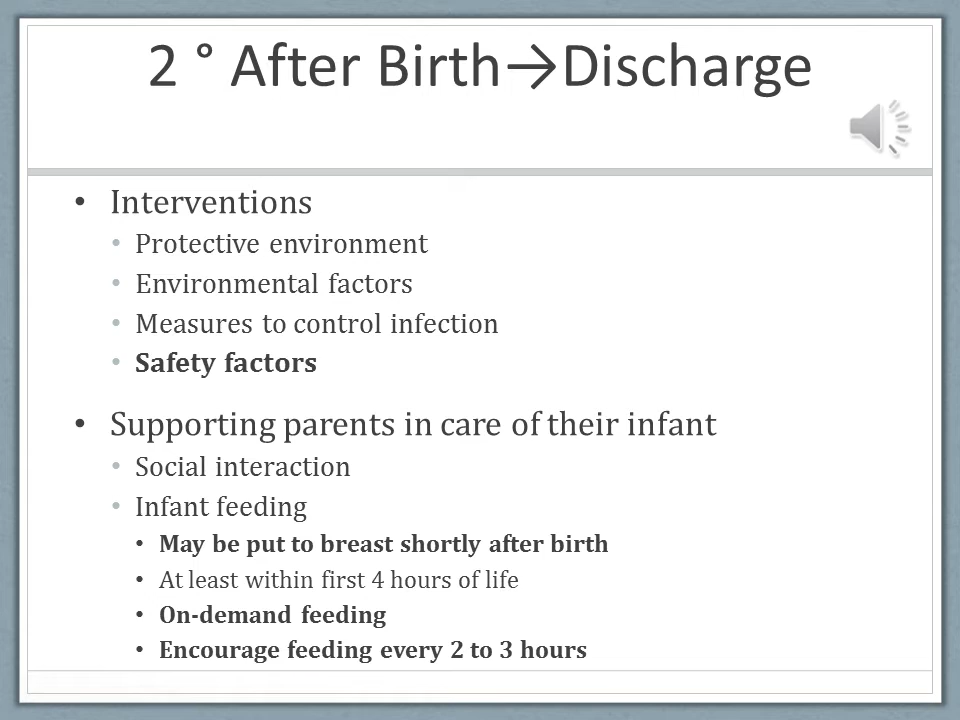 2 ° After Birth→Discharge
• Interventions
• Protective environment
• Environmental factors
• Measures to control infection
• Safety factors
• Supporting parents in care of their infant
• Social interaction
• Infant feeding
• May be put to breast shortly after birth
• At least within first 4 hours of life
• On-demand feeding
• Encourage feeding every 2 to 3 hours